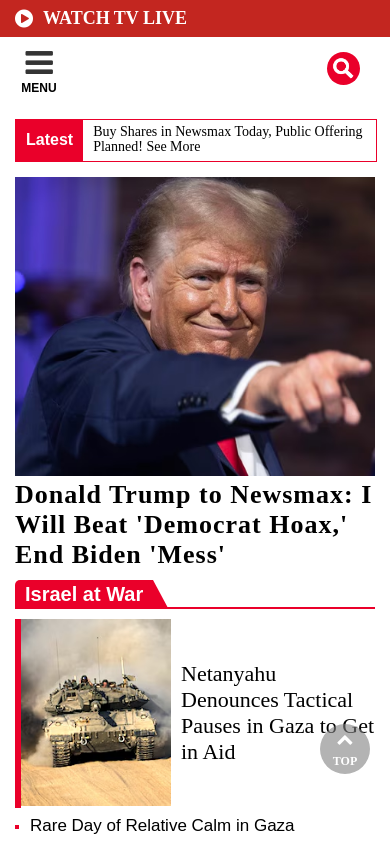 WATCH TV LIVE
MENU
Latest
Buy Shares in Newsmax Today, Public Offering
Planned! See More
Donald Trump to Newsmax: I
Will Beat 'Democrat Hoax,'
End Biden 'Mess'
Israel at War
Netanyahu
Denounces Tactical
Pauses in Gaza to Get
in Aid
TOP
Rare Day of Relative Calm in Gaza